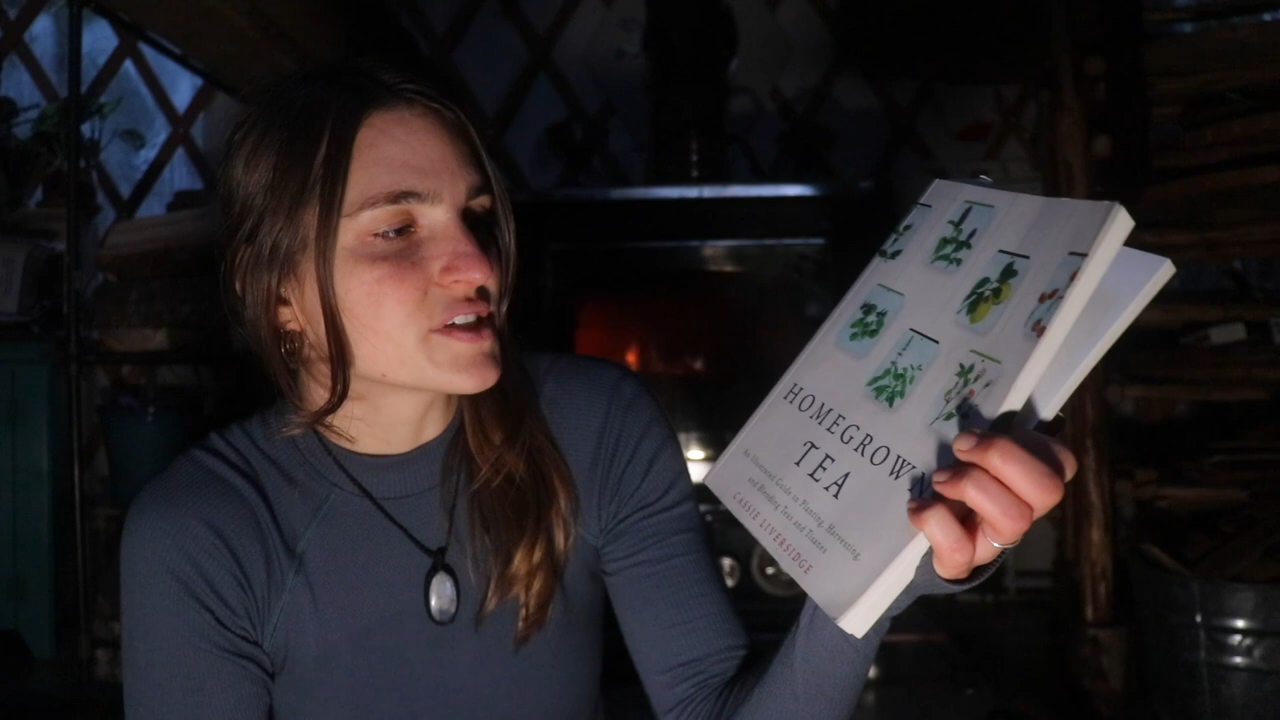 HOMEGROWN
TEA
An Illustrated Guide to Planting, Harvesting,
and Blending Teas and Tisanes
CASSIE LIVERSIDGE